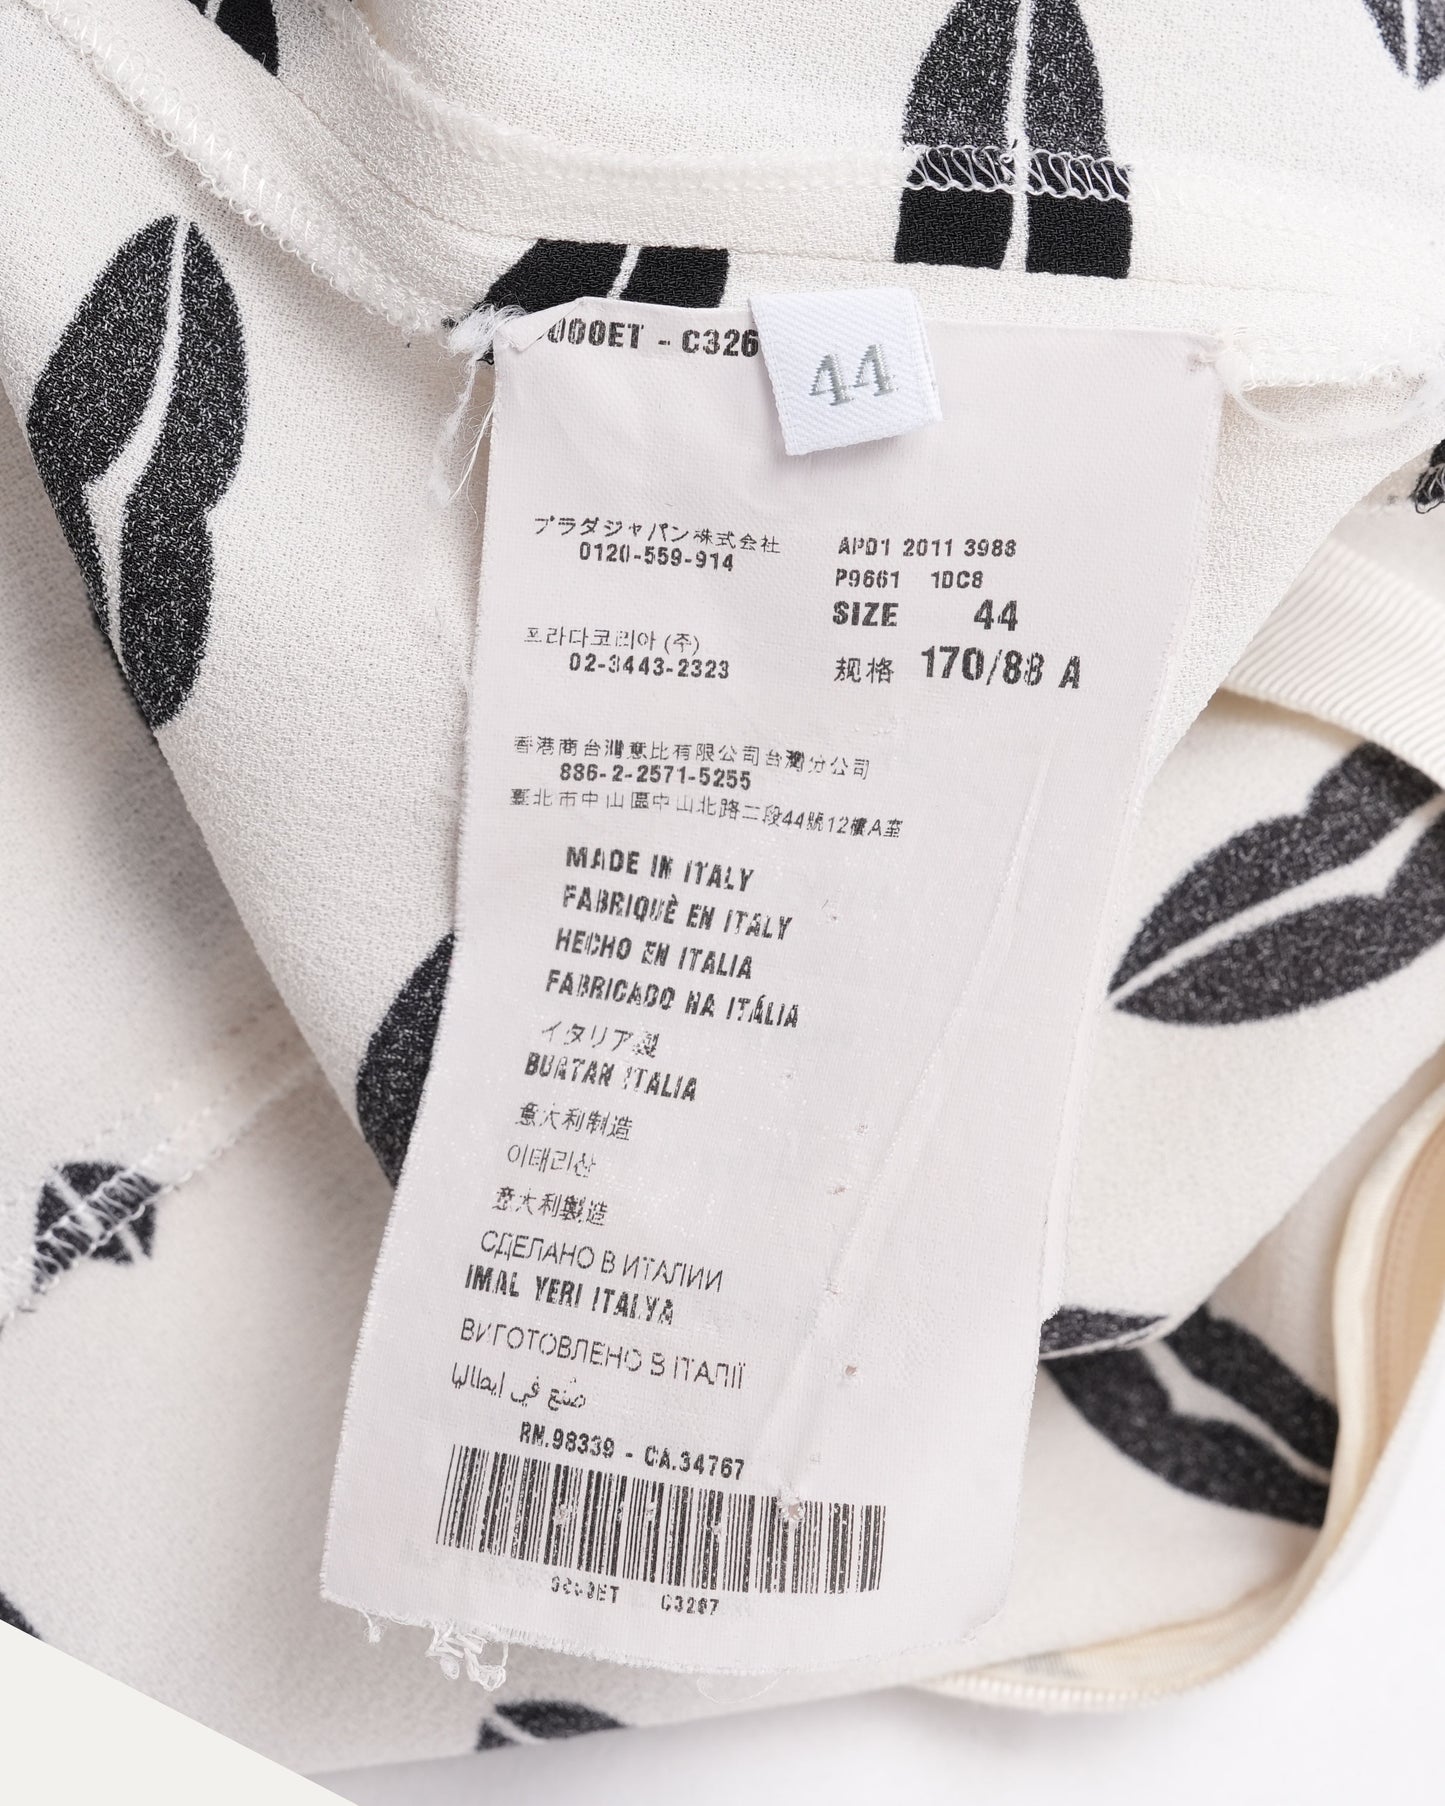 000ET - C326
44
プラダジャパン株式会社
0120-559-914
프라다코리아 (주)
02-3443-2323
APD1 2011 3988
P9661 1DC8
SIZE 44
规格 170/88 A
香港商台灣意比有限公司台灣分公司
886-2-2571-5255
臺北市中山區中山北路二段44號12樓A室
MADE IN ITALY
FABRIQUÈ EN ITALY
HECHO EN ITALIA
FABRICADO NA ITÁLIA
イタリア製
BUATAN ITALIA
意大利制造
이태리산
意大利製造
СДЕЛАНО В ИТАЛИИ
IMAL YERI ITALYA
ВИГОТОВЛЕНО В ІТАЛІЇ
صنع في ايطاليا
RN.98339 - CA.34767
C3267